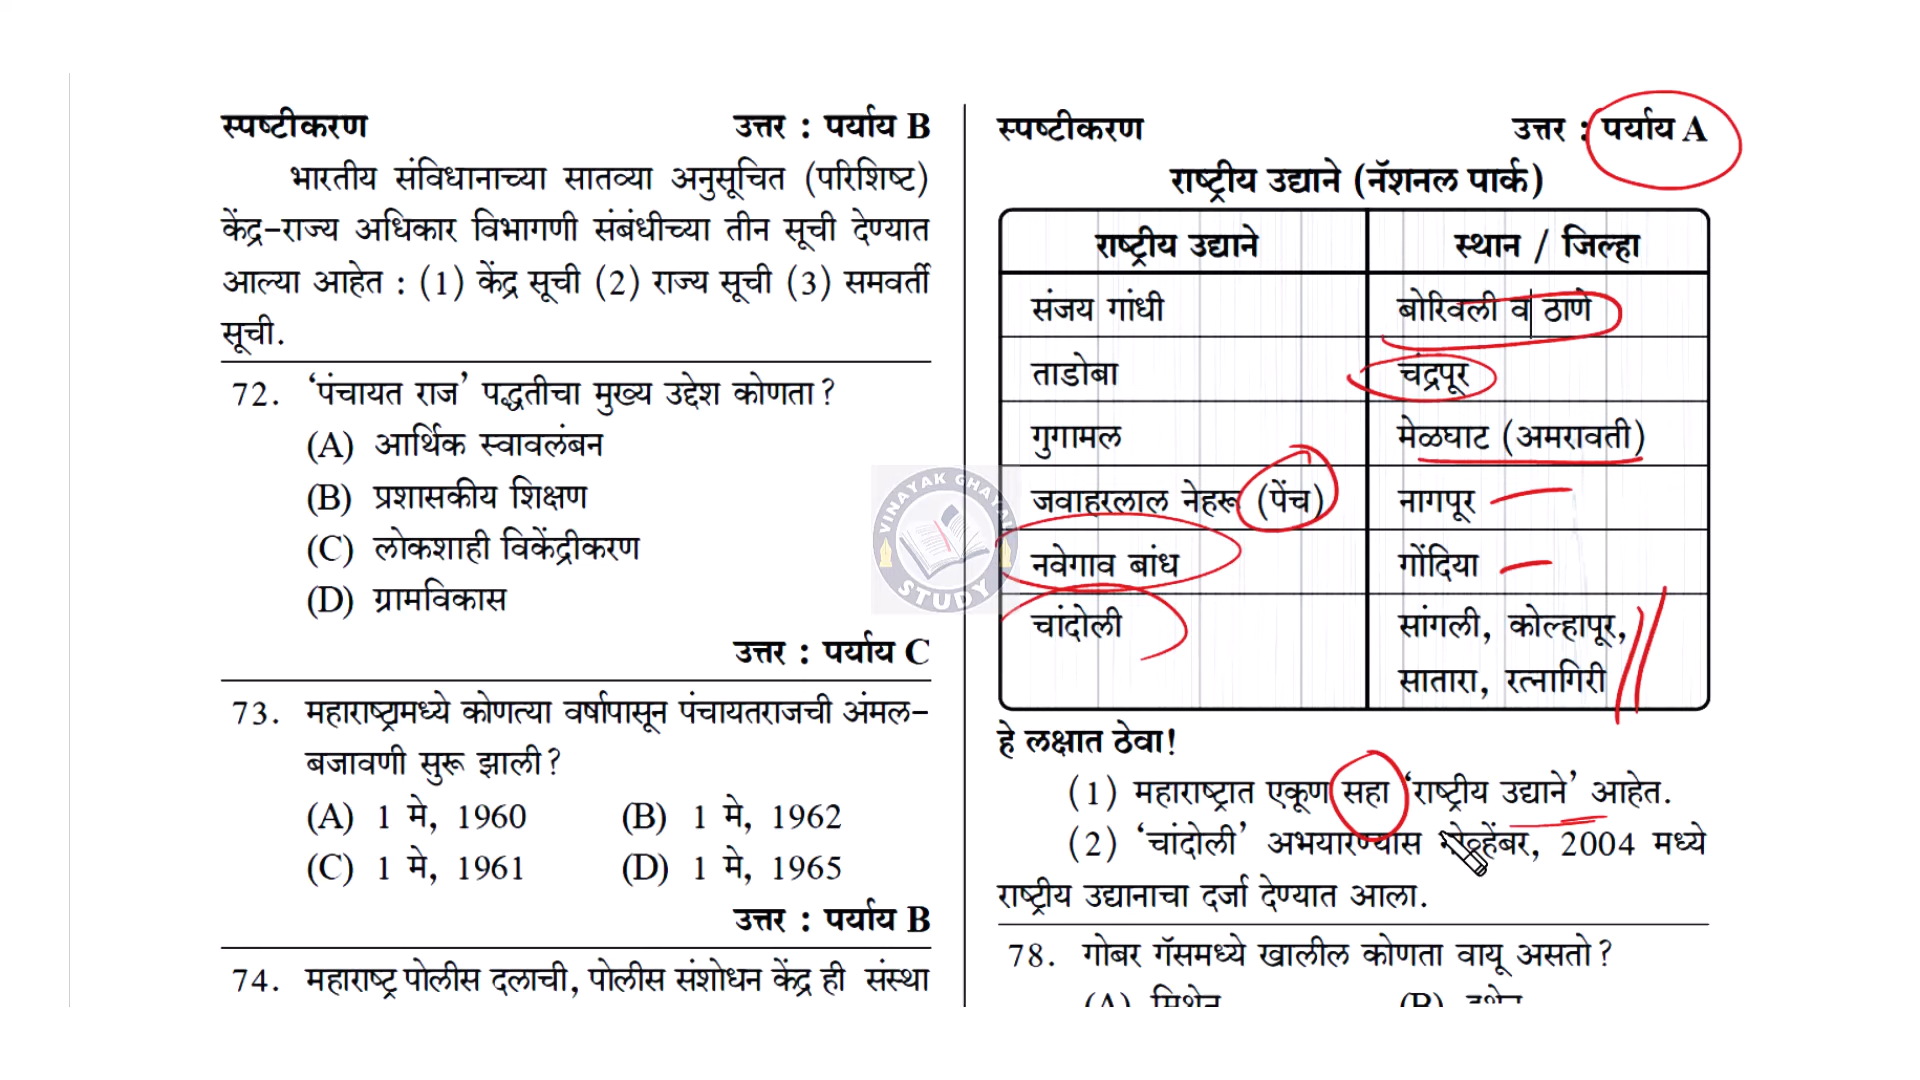 स्पष्टीकरण उत्तर : पर्याय B
भारतीय संविधानाच्या सातव्या अनुसूचित (परिशिष्ट)
केंद्र-राज्य अधिकार विभागणी संबंधीच्या तीन सूची देण्यात
आल्या आहेत : (1) केंद्र सूची (2) राज्य सूची (3) समवर्ती
सूची.
72. ‘पंचायत राज’ पद्धतीचा मुख्य उद्देश कोणता?
(A) आर्थिक स्वावलंबन
(B) प्रशासकीय शिक्षण
(C) लोकशाही विकेंद्रीकरण
(D) ग्रामविकास
उत्तर : पर्याय C
73. महाराष्ट्रामध्ये कोणत्या वर्षापासून पंचायतराजची अंमल-
बजावणी सुरू झाली?
(A) 1 मे, 1960 (B) 1 मे, 1962
(C) 1 मे, 1961 (D) 1 मे, 1965
उत्तर : पर्याय B
74. महाराष्ट्र पोलीस दलाची, पोलीस संशोधन केंद्र ही संस्था
स्पष्टीकरण उत्तर : पर्याय A
राष्ट्रीय उद्याने (नॅशनल पार्क)
राष्ट्रीय उद्याने स्थान / जिल्हा
संजय गांधी बोरिवली व ठाणे
ताडोबा चंद्रपूर
गुगामल मेळघाट (अमरावती)
जवाहरलाल नेहरू (पेंच) नागपूर
नवेगाव बांध गोंदिया
चांदोली सांगली, कोल्हापूर,
सातारा, रत्नागिरी
हे लक्षात ठेवा!
(1) महाराष्ट्रात एकूण सहा ‘राष्ट्रीय उद्याने’ आहेत.
(2) ‘चांदोली’ अभयारण्यास नोव्हेंबर, 2004 मध्ये
राष्ट्रीय उद्यानाचा दर्जा देण्यात आला.
78. गोबर गॅसमध्ये खालील कोणता वायू असतो?
(A) मिथेन (B) इथेन
VINAYAK GHAYAL
STUDY